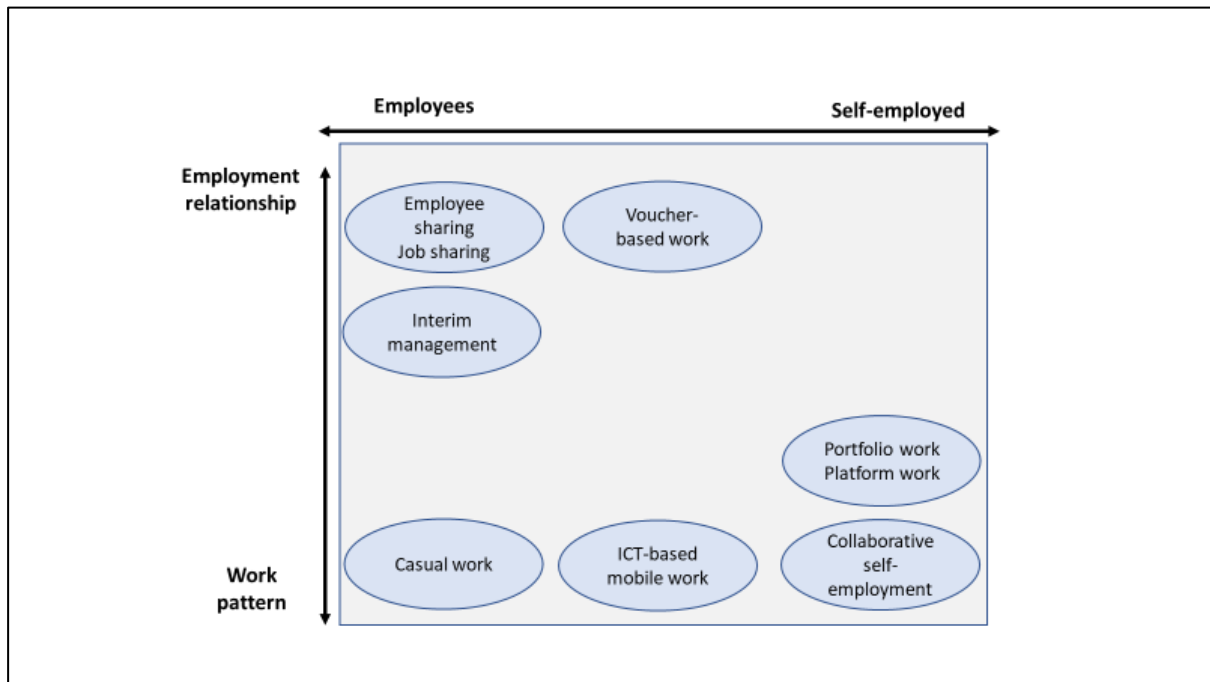 Employees
Self-employed
Employment
relationship
Employee
sharing
Job sharing
Voucher-
based work
Interim
management
Portfolio work
Platform work
Casual work
ICT-based
mobile work
Collaborative
self-
employment
Work
pattern